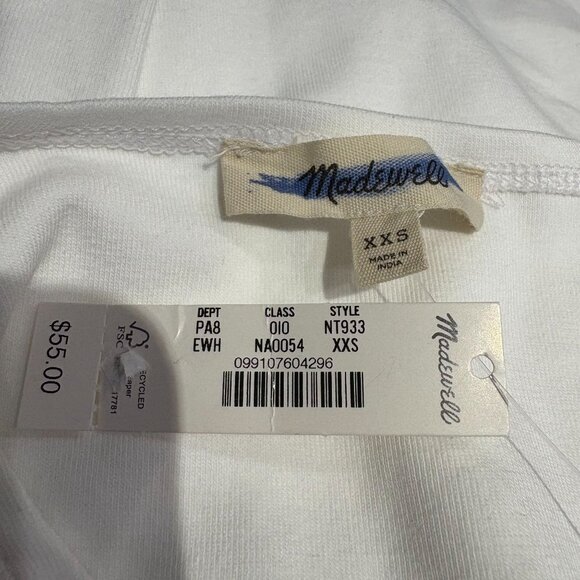 Madewell
XXS
MADE IN
INDIA
DEPT CLASS STYLE
PA8 010 NT933
EWH NA0054 XXS
099107604296
Madewell
$55.00
FSC
RECYCLED